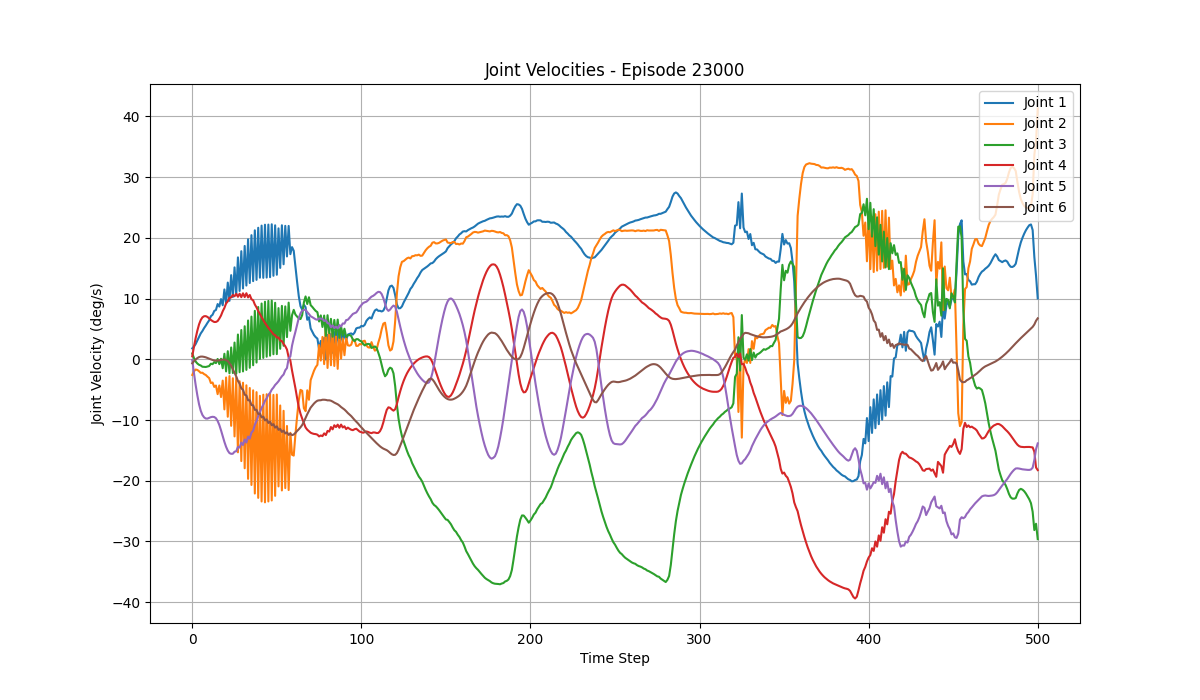 Joint Velocities - Episode 23000
Joint Velocity (deg/s)
40
30
20
10
0
−10
−20
−30
−40
Joint 1
Joint 2
Joint 3
Joint 4
Joint 5
Joint 6
0
100
200
300
400
500
Time Step